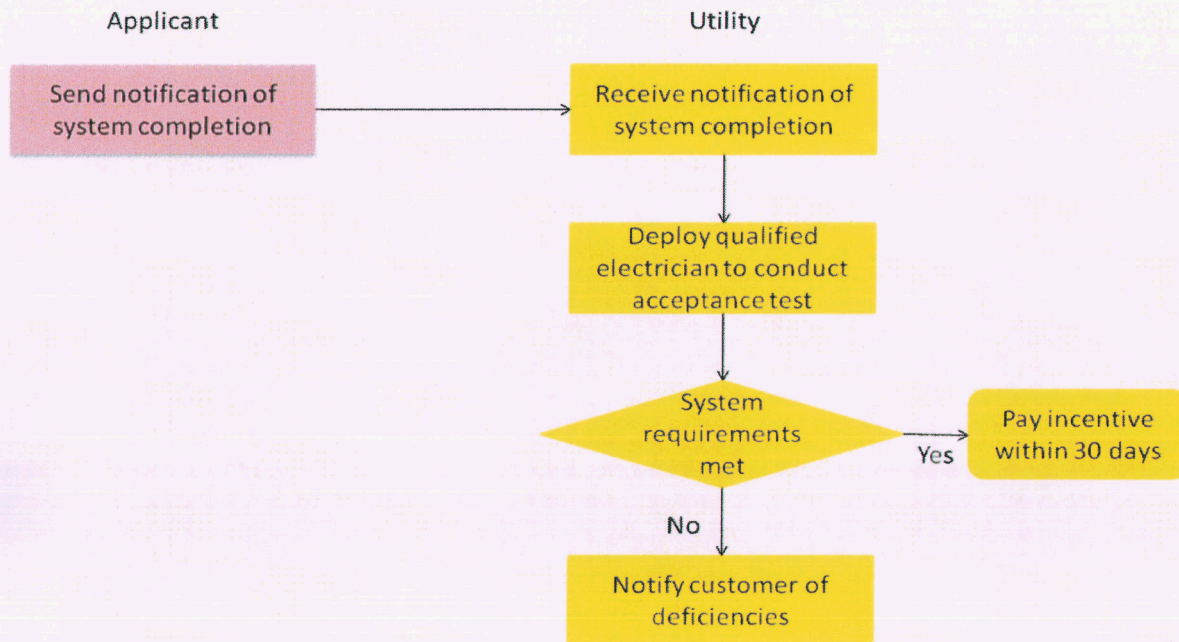 Applicant
Utility
Send notification of
system completion
Receive notification of
system completion
Deploy qualified
electrician to conduct
acceptance test
System
requirements
met
Yes
Pay incentive
within 30 days
No
Notify customer of
deficiencies